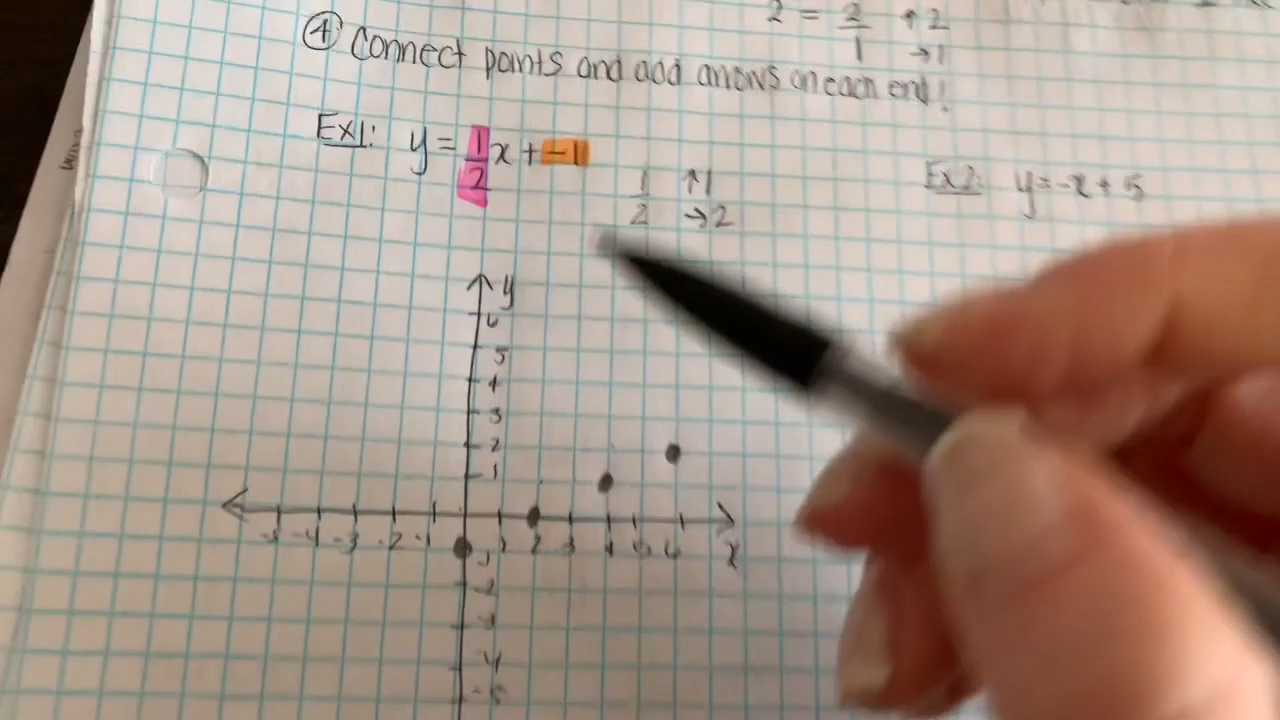 2 = 2/1 ↑2 →1
④ Connect points and add arrows on each end!
Ex1: y = 1/2 x + -1
1/2 ↑1 →2
Ex2: y = -x + 5
y
6
5
4
3
2
1
-5 -4 -3 -2 -1 1 2 3 4 5 6
x
-1
-2
-3
-4
-5